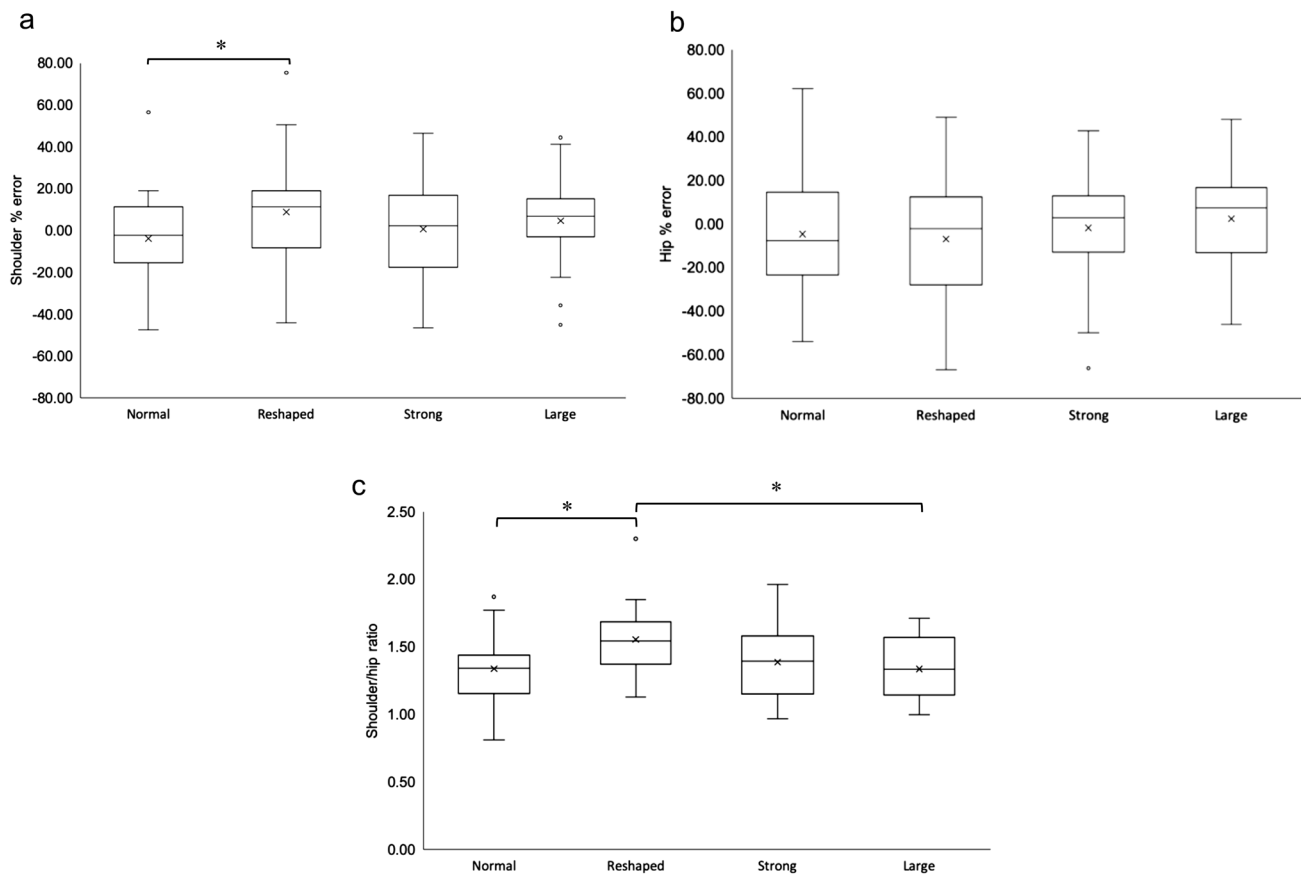 a
*
80.00
60.00
40.00
20.00
0.00
-20.00
-40.00
-60.00
-80.00
Shoulder % error
Normal Reshaped Strong Large
b
80.00
60.00
40.00
20.00
0.00
-20.00
-40.00
-60.00
-80.00
Hip % error
Normal Reshaped Strong Large
c
* *
2.50
2.00
1.50
1.00
0.50
0.00
Shoulder/hip ratio
Normal Reshaped Strong Large